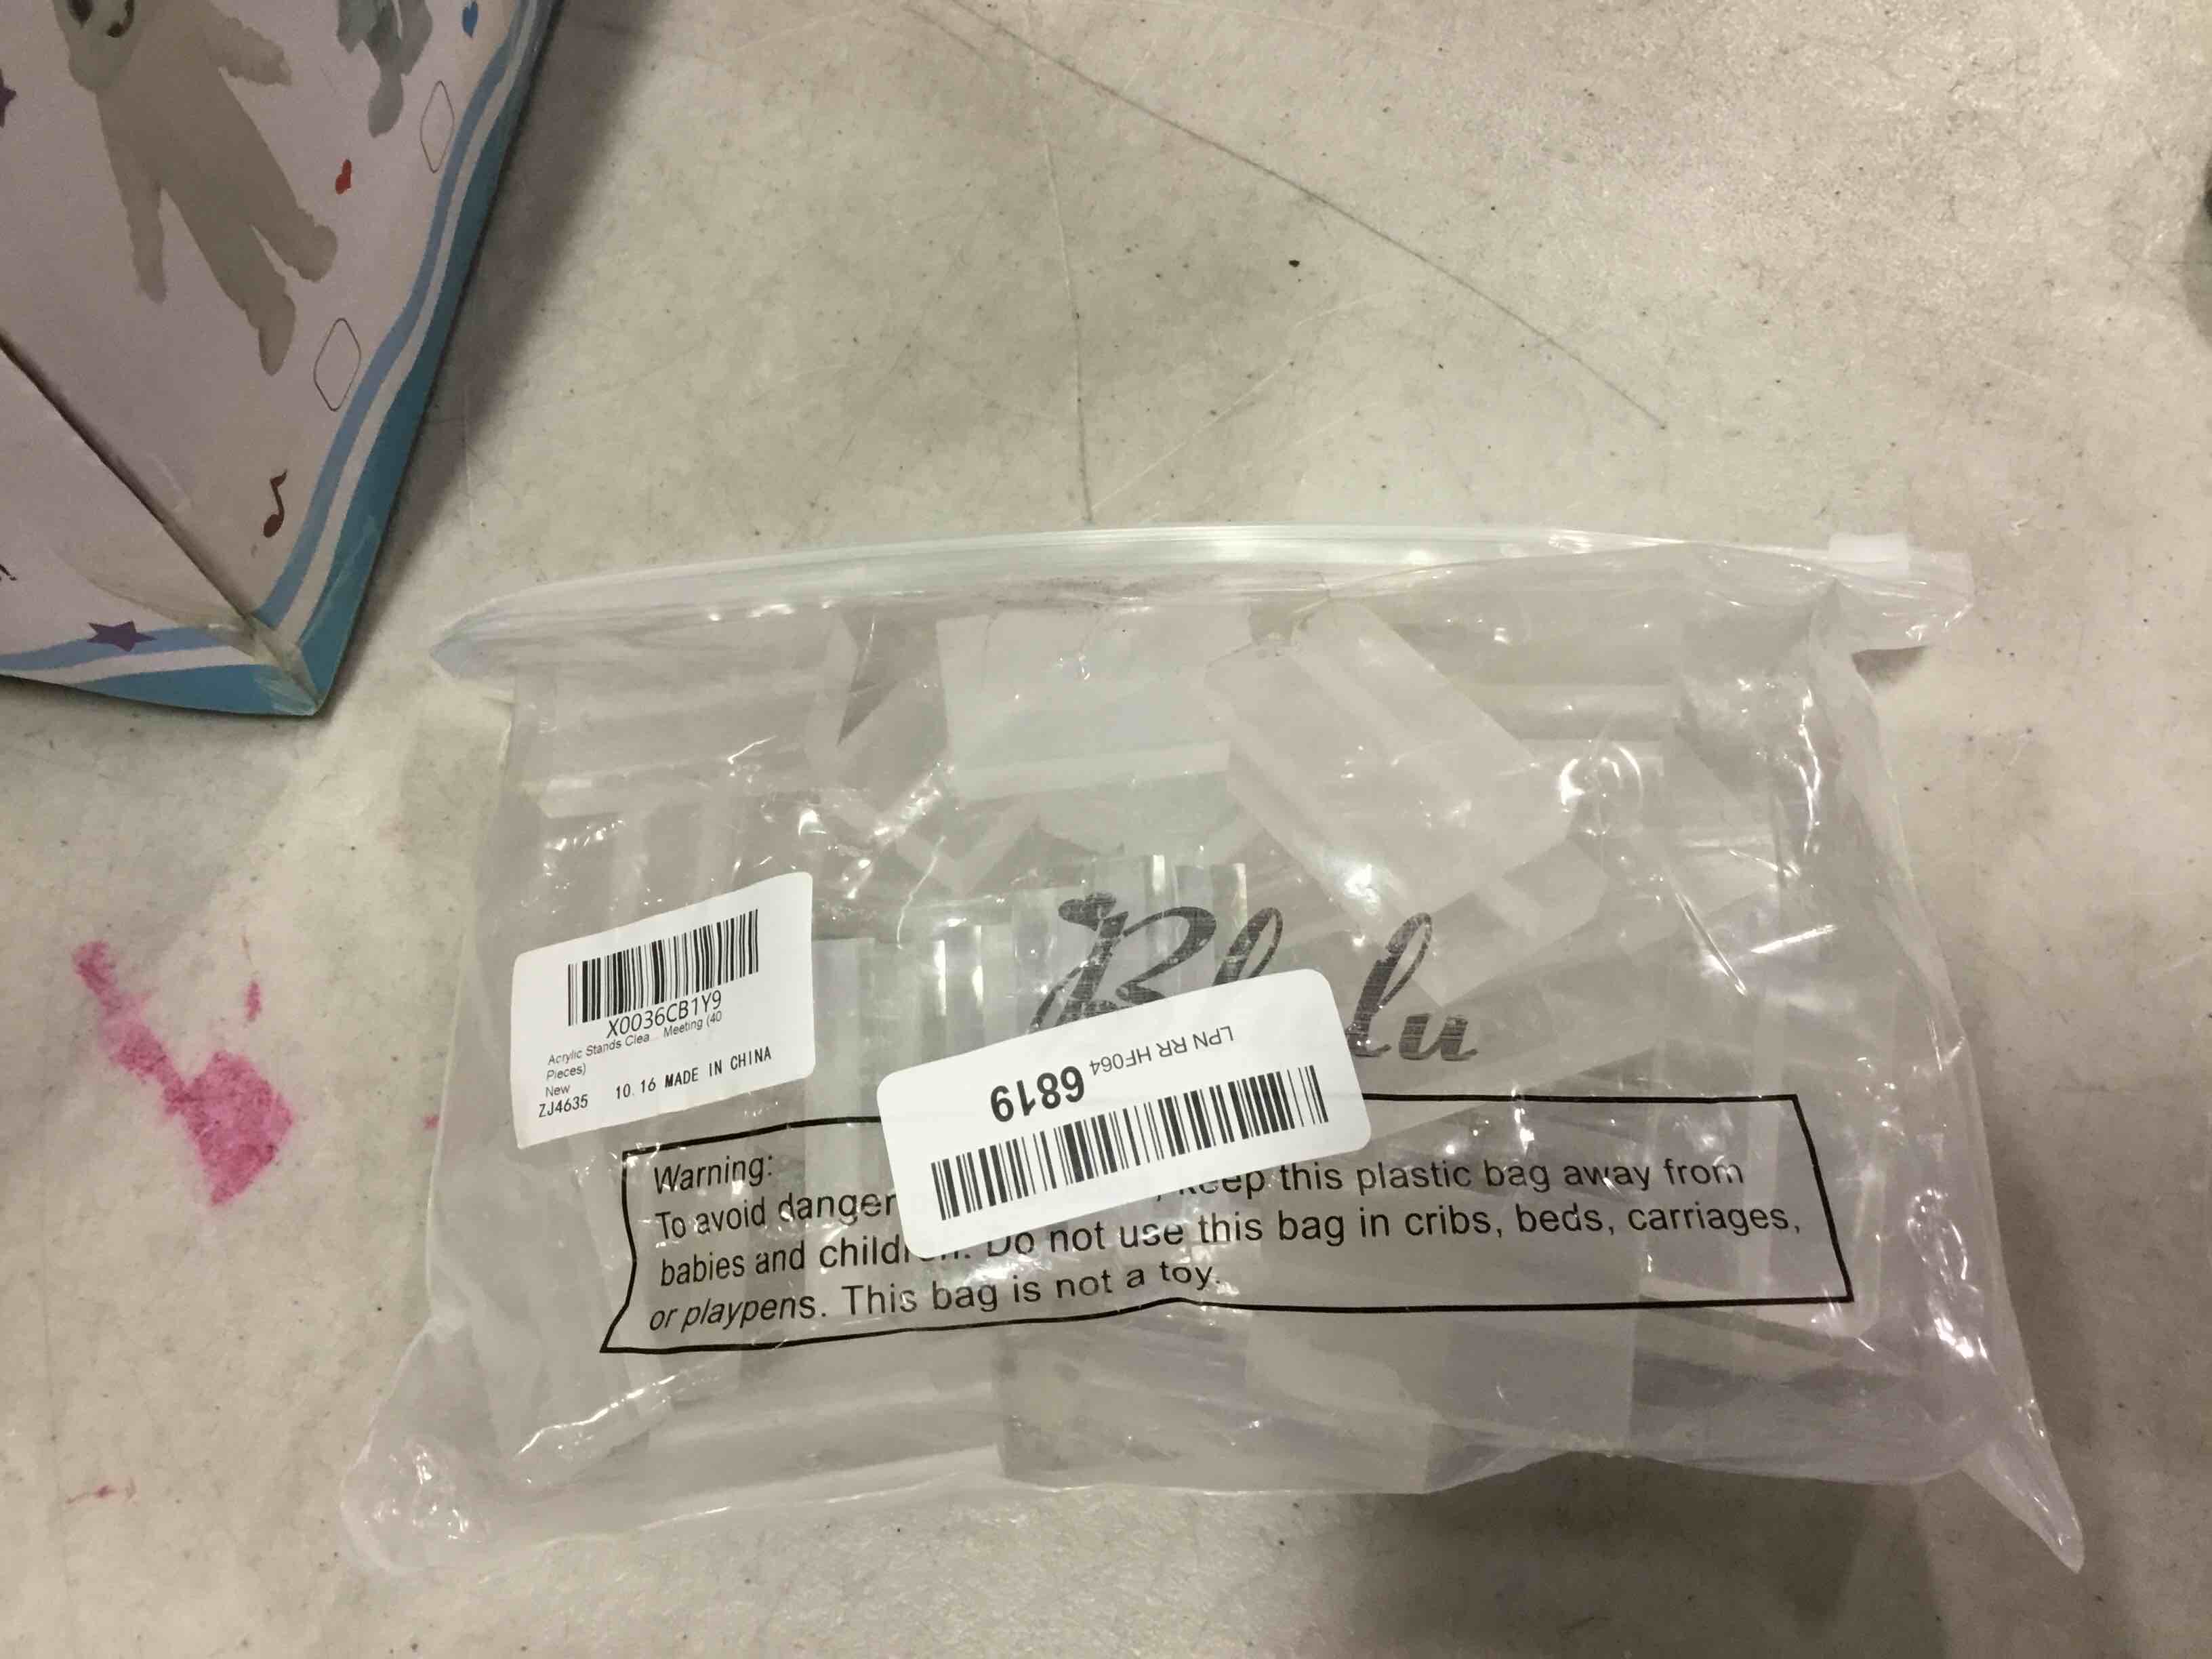 X0036CB1Y9
Acrylic Stands Clea... Meeting (40
Pieces)
New
ZJ4635 10.16 MADE IN CHINA
LPN RR HF064 6819
Warning:
To avoid danger keep this plastic bag away from
babies and children. Do not use this bag in cribs, beds, carriages,
or playpens. This bag is not a toy.